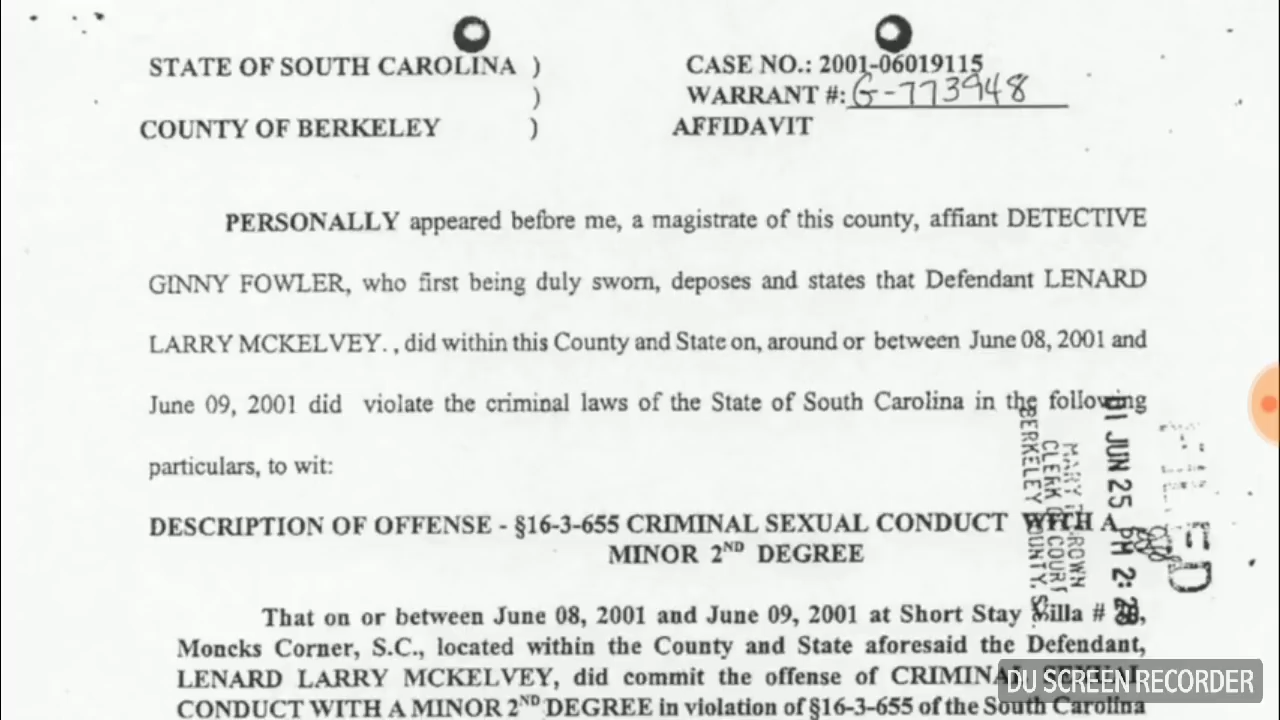 STATE OF SOUTH CAROLINA )
)
COUNTY OF BERKELEY )
CASE NO.: 2001-06019115
WARRANT #: G-773948
AFFIDAVIT
PERSONALLY appeared before me, a magistrate of this county, affiant DETECTIVE
GINNY FOWLER, who first being duly sworn, deposes and states that Defendant LENARD
LARRY MCKELVEY. , did within this County and State on, around or between June 08, 2001 and
June 09, 2001 did violate the criminal laws of the State of South Carolina in the following
particulars, to wit:
DESCRIPTION OF OFFENSE - §16-3-655 CRIMINAL SEXUAL CONDUCT WITH A
MINOR 2ND DEGREE
That on or between June 08, 2001 and June 09, 2001 at Short Stay Villa #
Moncks Corner, S.C., located within the County and State aforesaid the Defendant,
LENARD LARRY MCKELVEY, did commit the offense of CRIMINAL SEXUAL
CONDUCT WITH A MINOR 2ND DEGREE in violation of §16-3-655 of the South Carolina
FILED
01 JUN 25 PM 2:
MARY BROWN
CLERK OF COURT
BERKELEY COUNTY, S.
DU SCREEN RECORDER